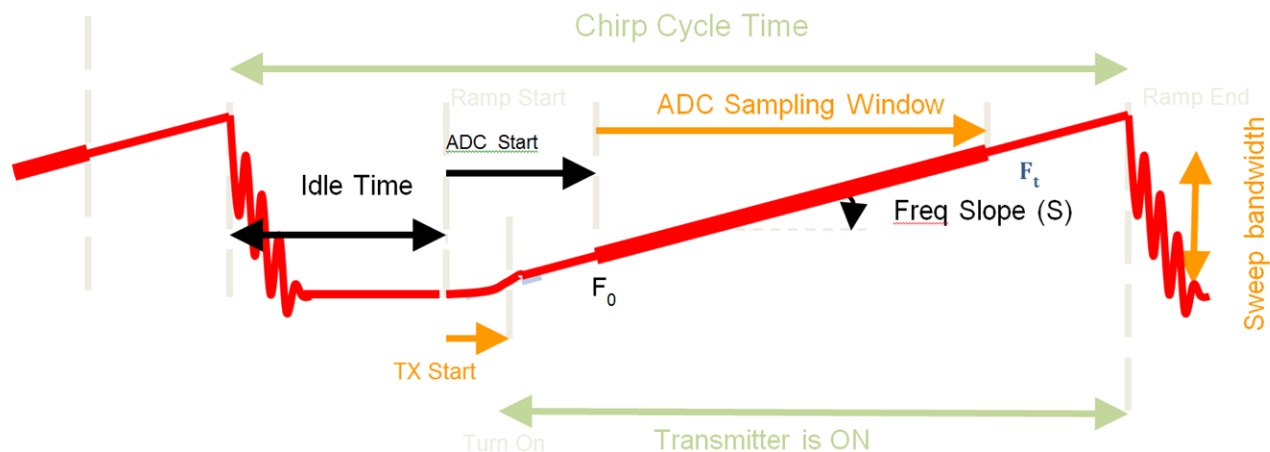 Chirp Cycle Time
Ramp Start
ADC Sampling Window
Ramp End
ADC Start
Idle Time
Ft
Freq Slope (S)
Sweep bandwidth
F0
TX Start
Turn On
Transmitter is ON